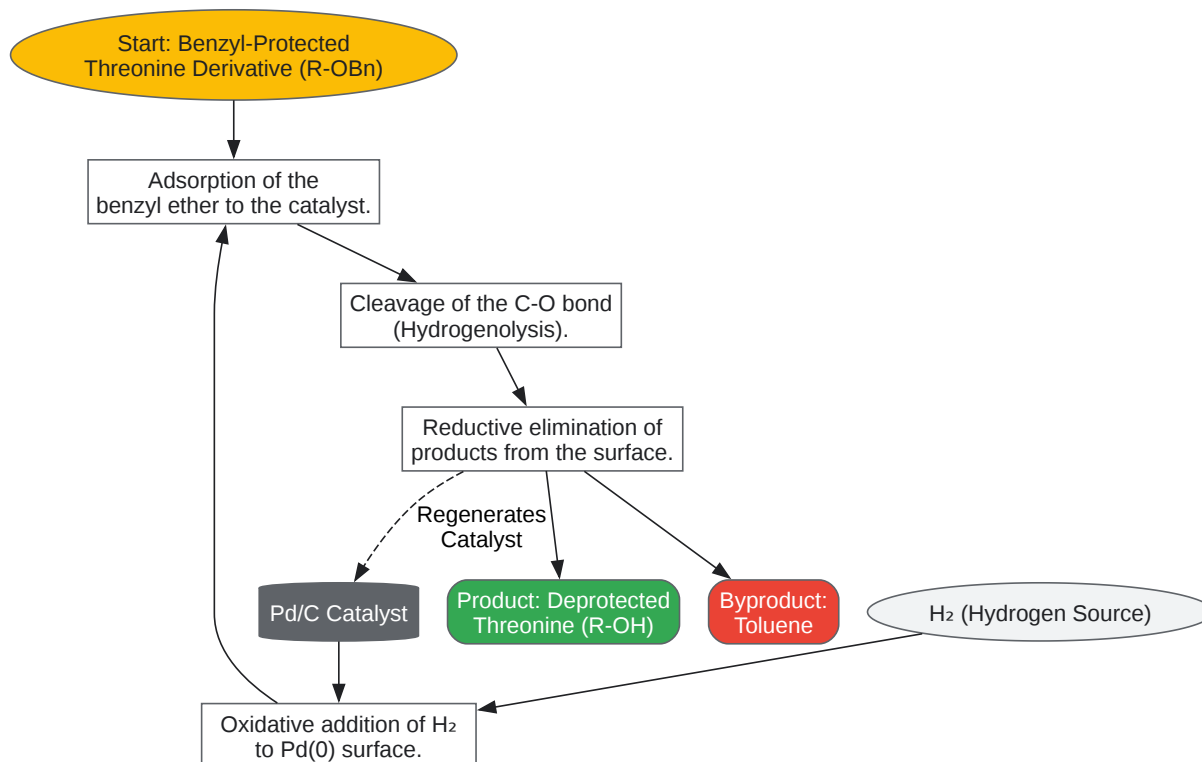 Start: Benzyl-Protected
Threonine Derivative (R-OBn)
Adsorption of the
benzyl ether to the catalyst.
Cleavage of the C-O bond
(Hydrogenolysis).
Reductive elimination of
products from the surface.
Regenerates
Catalyst
Pd/C Catalyst
Product: Deprotected
Threonine (R-OH)
Byproduct:
Toluene
H₂ (Hydrogen Source)
Oxidative addition of H₂
to Pd(0) surface.